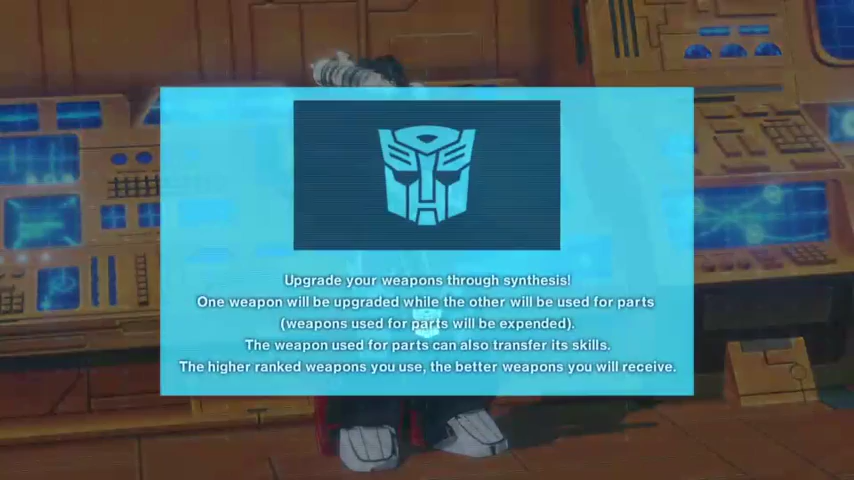 Upgrade your weapons through synthesis!
One weapon will be upgraded while the other will be used for parts
(weapons used for parts will be expended).
The weapon used for parts can also transfer its skills.
The higher ranked weapons you use, the better weapons you will receive.